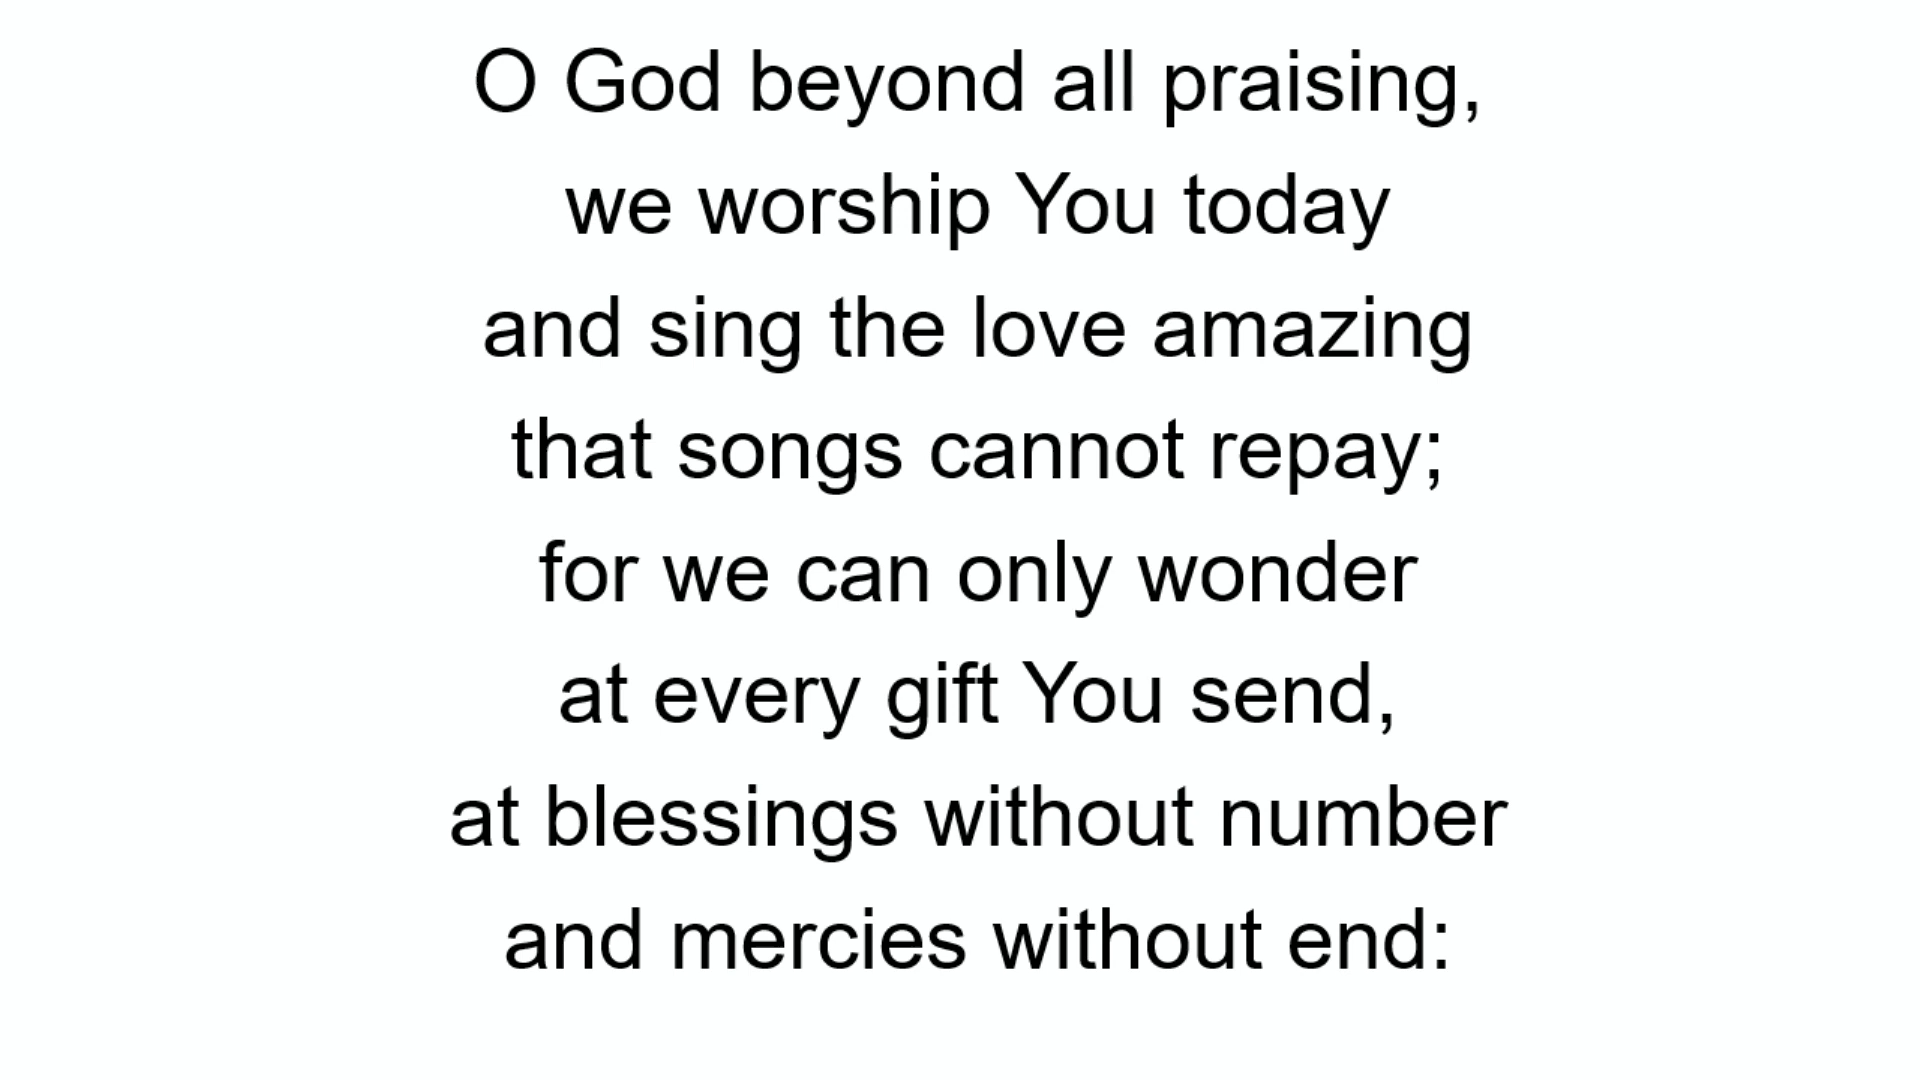 O God beyond all praising,
we worship You today
and sing the love amazing
that songs cannot repay;
for we can only wonder
at every gift You send,
at blessings without number
and mercies without end: